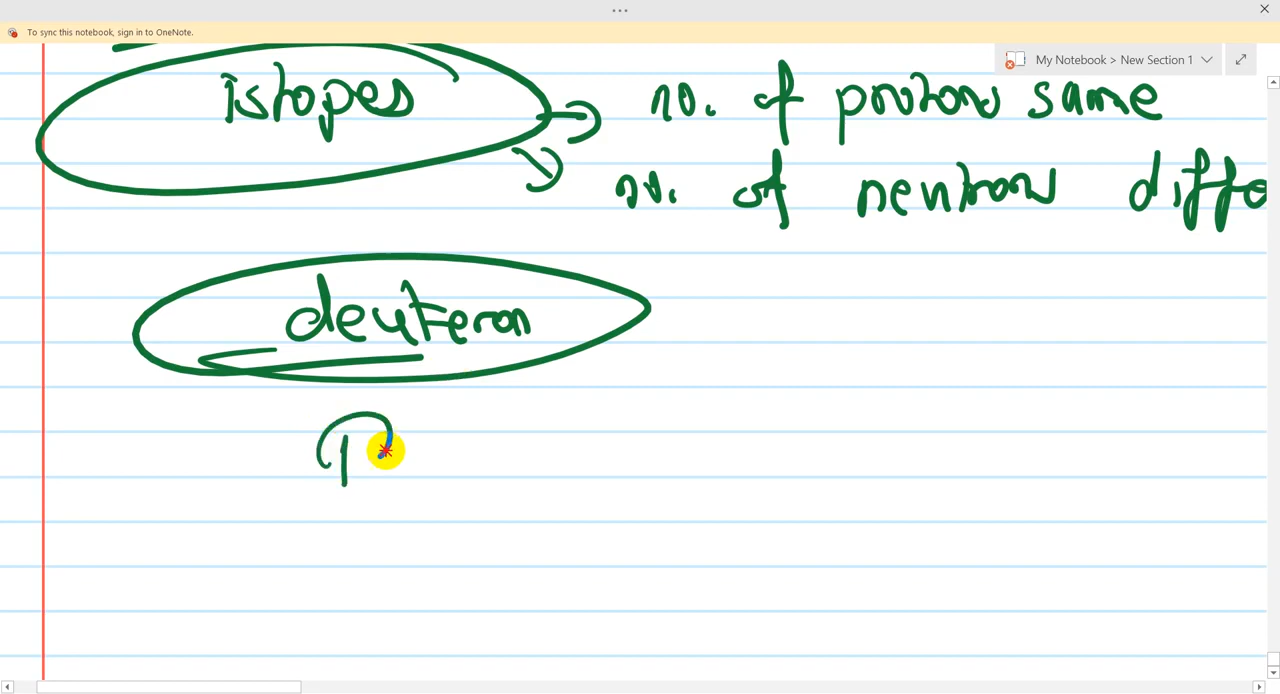 To sync this notebook, sign in to OneNote.
My Notebook > New Section 1
istopes
no. of protons same
no. of neutrons diffe
deuteron